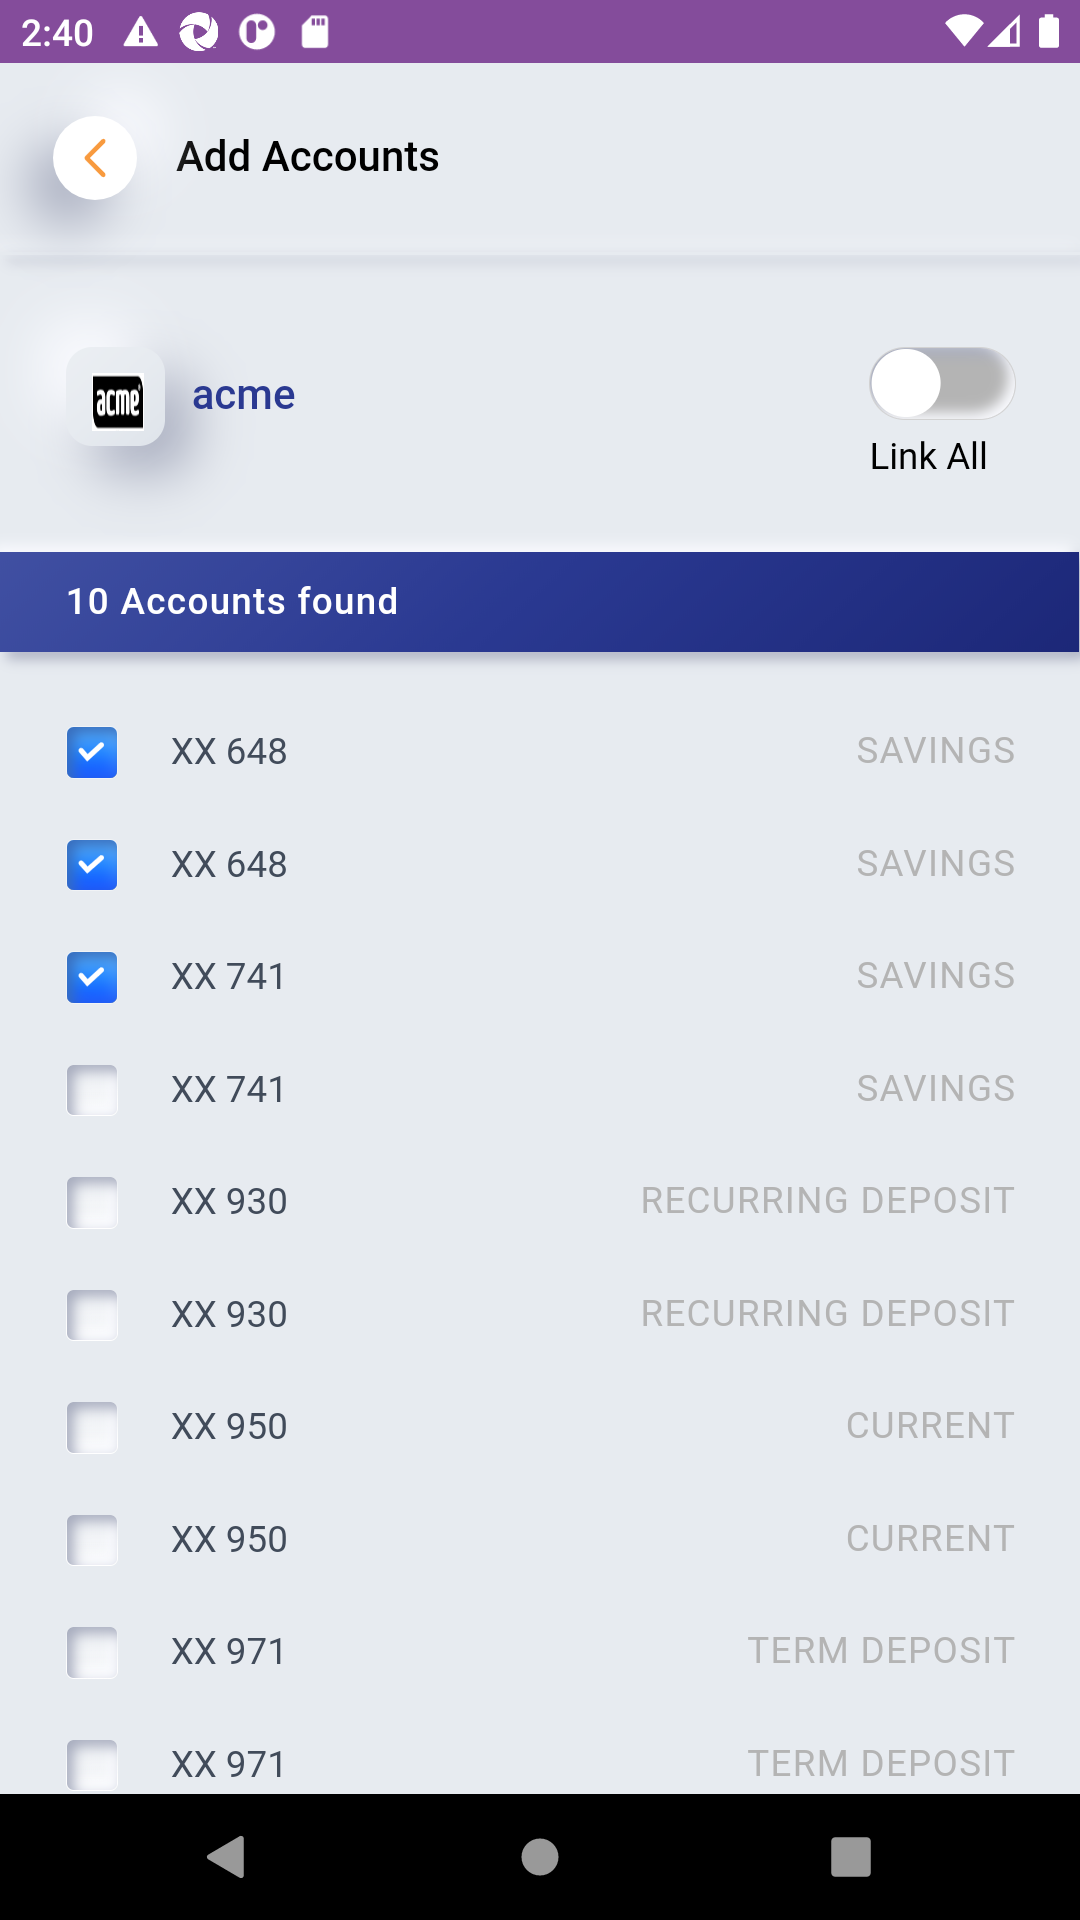 2:40
Add Accounts
acme
acme
Link All
10 Accounts found
XX 648 SAVINGS
XX 648 SAVINGS
XX 741 SAVINGS
XX 741 SAVINGS
XX 930 RECURRING DEPOSIT
XX 930 RECURRING DEPOSIT
XX 950 CURRENT
XX 950 CURRENT
XX 971 TERM DEPOSIT
XX 971 TERM DEPOSIT